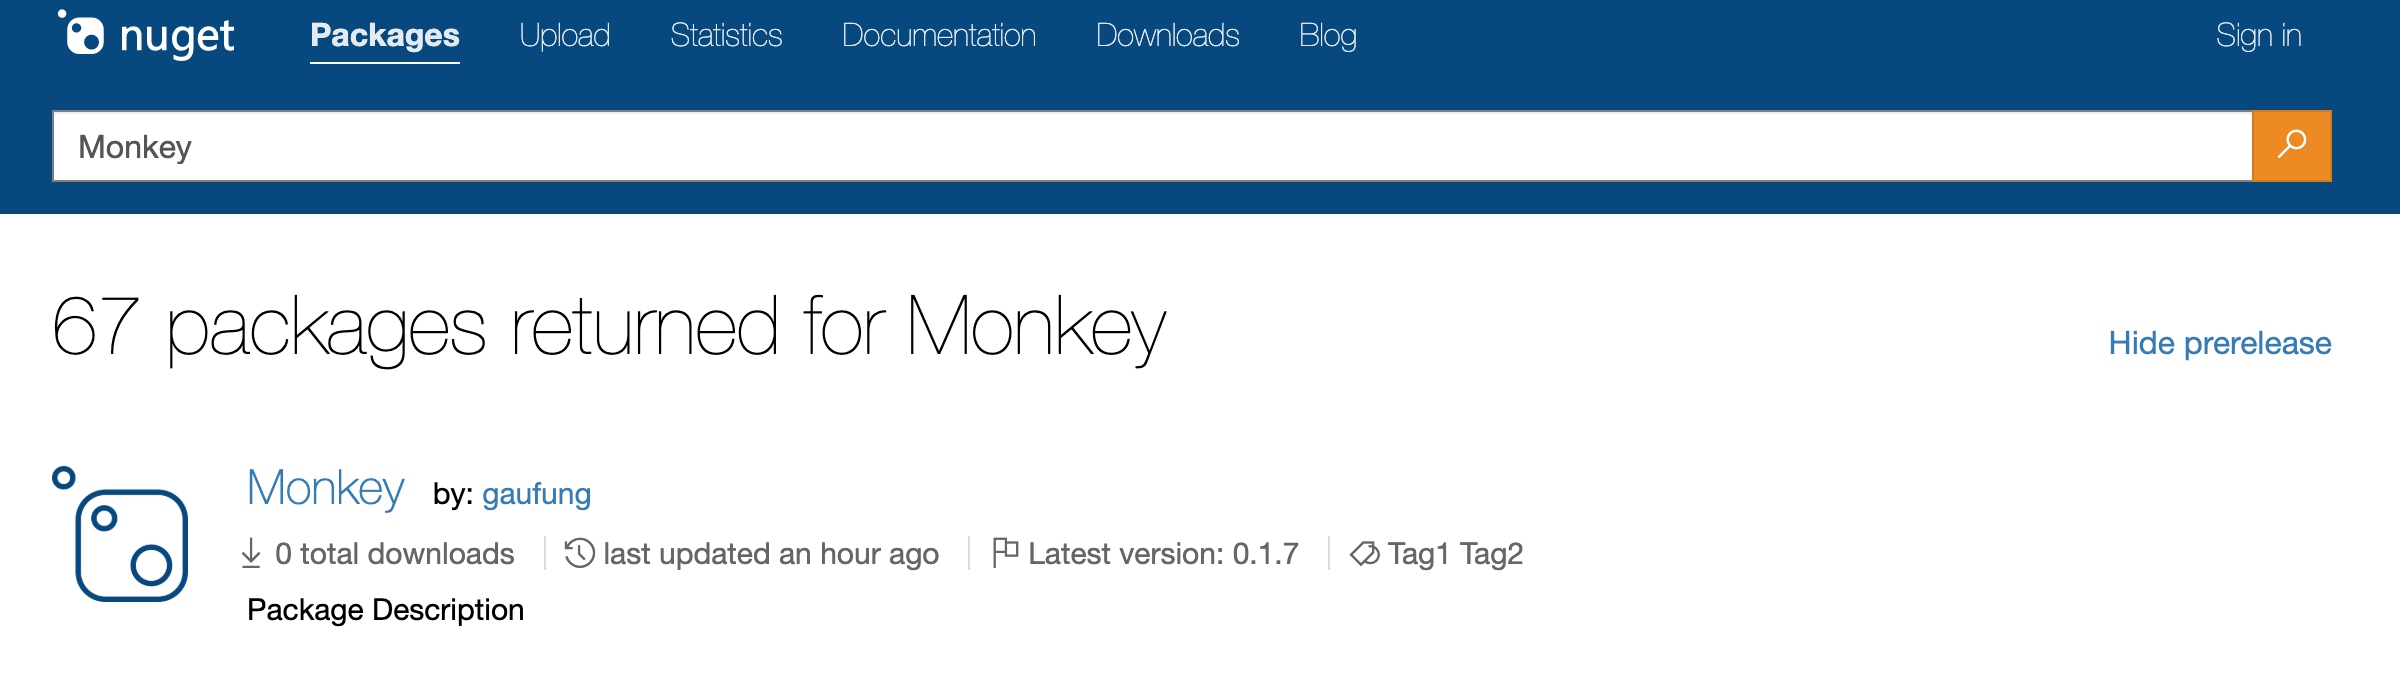 nuget Packages Upload Statistics Documentation Downloads Blog Sign in
Monkey
67 packages returned for Monkey
Hide prerelease
Monkey by: gaufung
0 total downloads last updated an hour ago Latest version: 0.1.7 Tag1 Tag2
Package Description